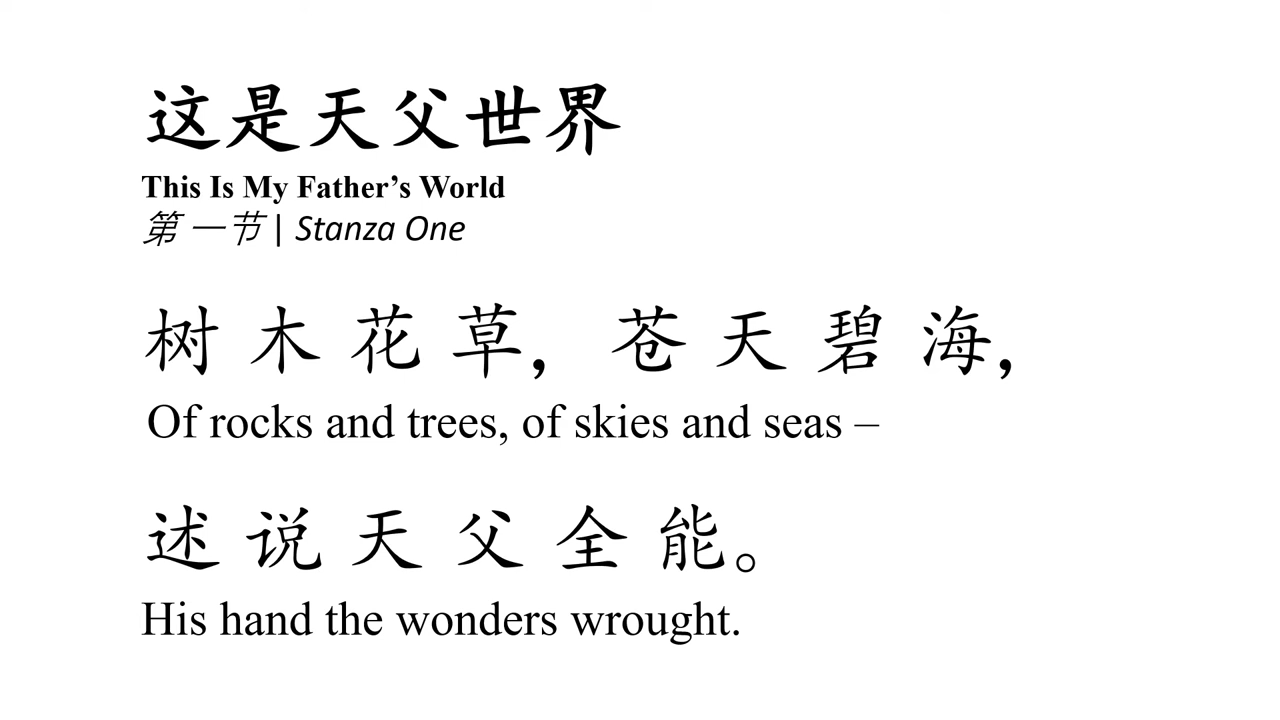 这是天父世界
This Is My Father’s World
第 一节 | Stanza One
树 木 花 草，苍 天 碧 海，
Of rocks and trees, of skies and seas –
述 说 天 父 全 能。
His hand the wonders wrought.